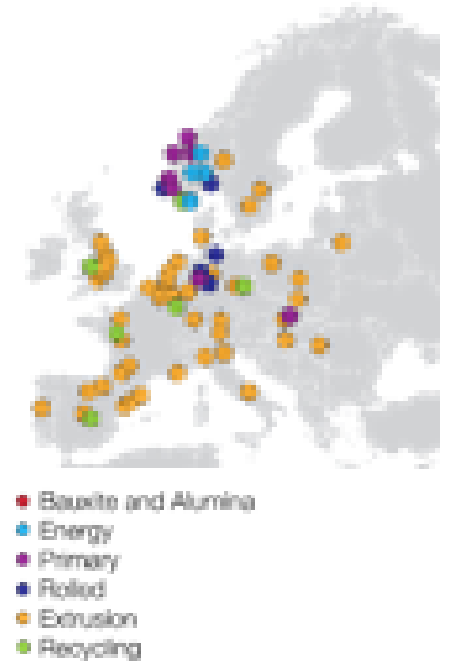 Bauxite and Alumina
Energy
Primary
Rolled
Extrusion
Recycling